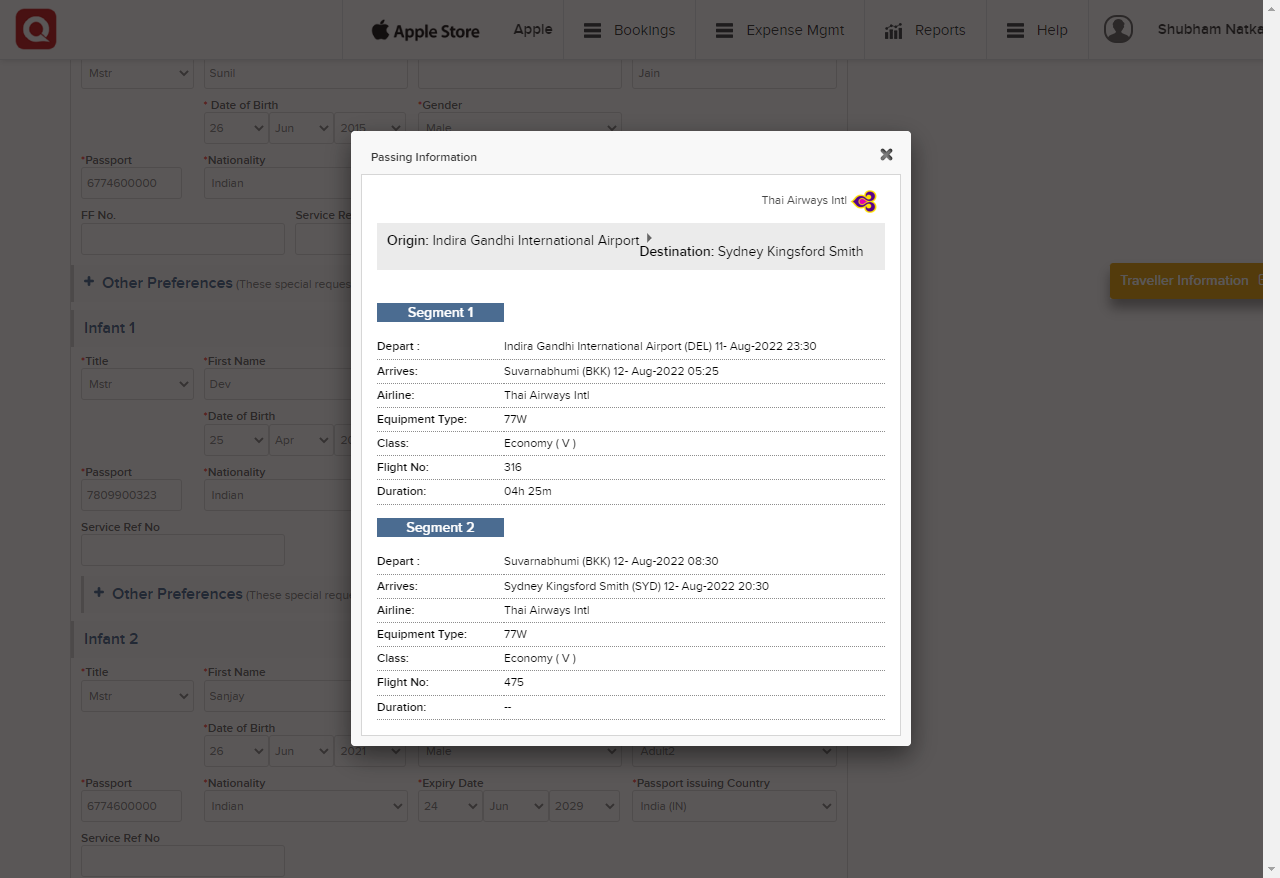 Apple Store
Apple
Bookings
Expense Mgmt
Reports
Help
Shubham Natka
Mstr
Sunil
Jain
* Date of Birth
*Gender
26
Jun
2015
Male
*Passport
*Nationality
6774600000
Indian
FF No.
Service Re
+ Other Preferences (These special reques
Infant 1
*Title
*First Name
Mstr
Dev
*Date of Birth
25
Apr
20
*Passport
*Nationality
7809900323
Indian
Service Ref No
+ Other Preferences (These special reque
Infant 2
*Title
*First Name
Mstr
Sanjay
*Date of Birth
26
Jun
2021
Male
Adult2
*Passport
*Nationality
*Expiry Date
*Passport issuing Country
6774600000
Indian
24
Jun
2029
India (IN)
Service Ref No
Traveller Information
Passing Information
Thai Airways Intl
Origin: Indira Gandhi International Airport
Destination: Sydney Kingsford Smith
Segment 1
Depart : Indira Gandhi International Airport (DEL) 11- Aug-2022 23:30
Arrives: Suvarnabhumi (BKK) 12- Aug-2022 05:25
Airline: Thai Airways Intl
Equipment Type: 77W
Class: Economy ( V )
Flight No: 316
Duration: 04h 25m
Segment 2
Depart : Suvarnabhumi (BKK) 12- Aug-2022 08:30
Arrives: Sydney Kingsford Smith (SYD) 12- Aug-2022 20:30
Airline: Thai Airways Intl
Equipment Type: 77W
Class: Economy ( V )
Flight No: 475
Duration: --